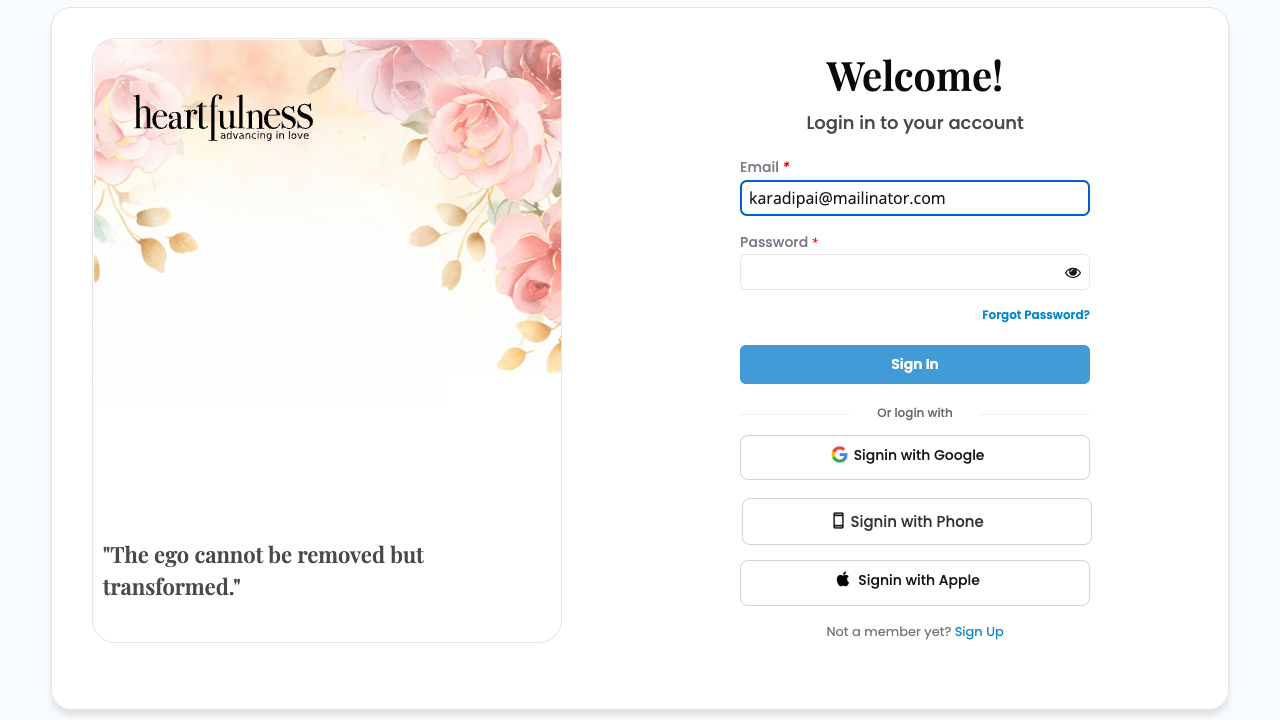 heartfulness
advancing in love
"The ego cannot be removed but
transformed."
Welcome!
Login in to your account
Email *
karadipai@mailinator.com
Password *
Forgot Password?
Sign In
Or login with
Signin with Google
Signin with Phone
Signin with Apple
Not a member yet? Sign Up